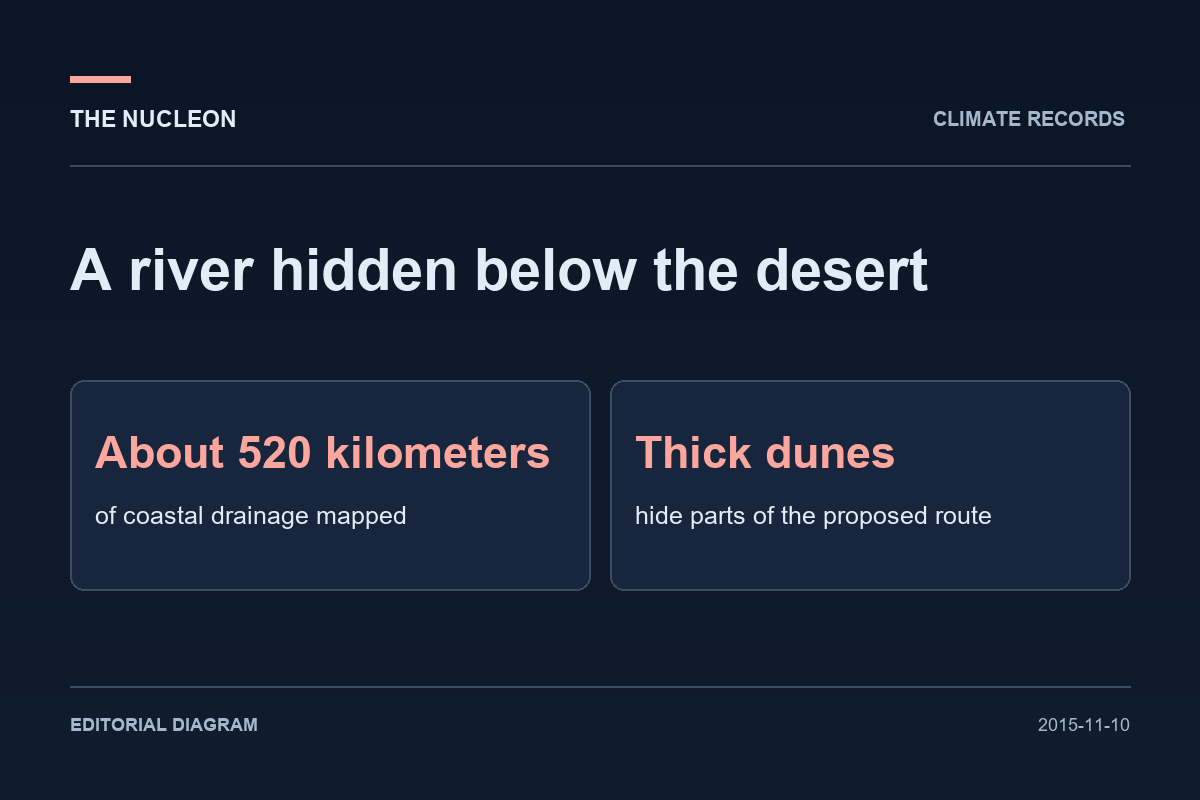 THE NUCLEON
CLIMATE RECORDS
A river hidden below the desert
About 520 kilometers
of coastal drainage mapped
Thick dunes
hide parts of the proposed route
EDITORIAL DIAGRAM
2015-11-10